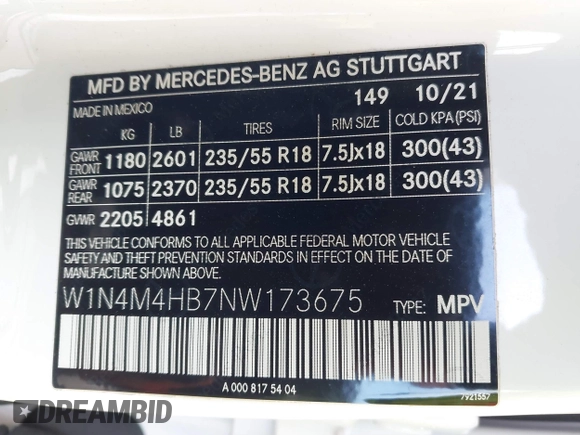 MFD BY MERCEDES-BENZ AG STUTTGART
MADE IN MEXICO 149 10/21
KG LB TIRES RIM SIZE COLD KPA(PSI)
GAWR FRONT 1180 2601 235/55 R18 7.5Jx18 300(43)
GAWR REAR 1075 2370 235/55 R18 7.5Jx18 300(43)
GVWR 2205 4861
THIS VEHICLE CONFORMS TO ALL APPLICABLE FEDERAL MOTOR VEHICLE
SAFETY, BUMPER, AND THEFT PREVENTION STANDARDS IN EFFECT ON THE
DATE OF MANUFACTURE SHOWN ABOVE.
W1N4M4HB7NW173675 TYPE: MPV
A 000 817 54 04
7921557
DREAMBID